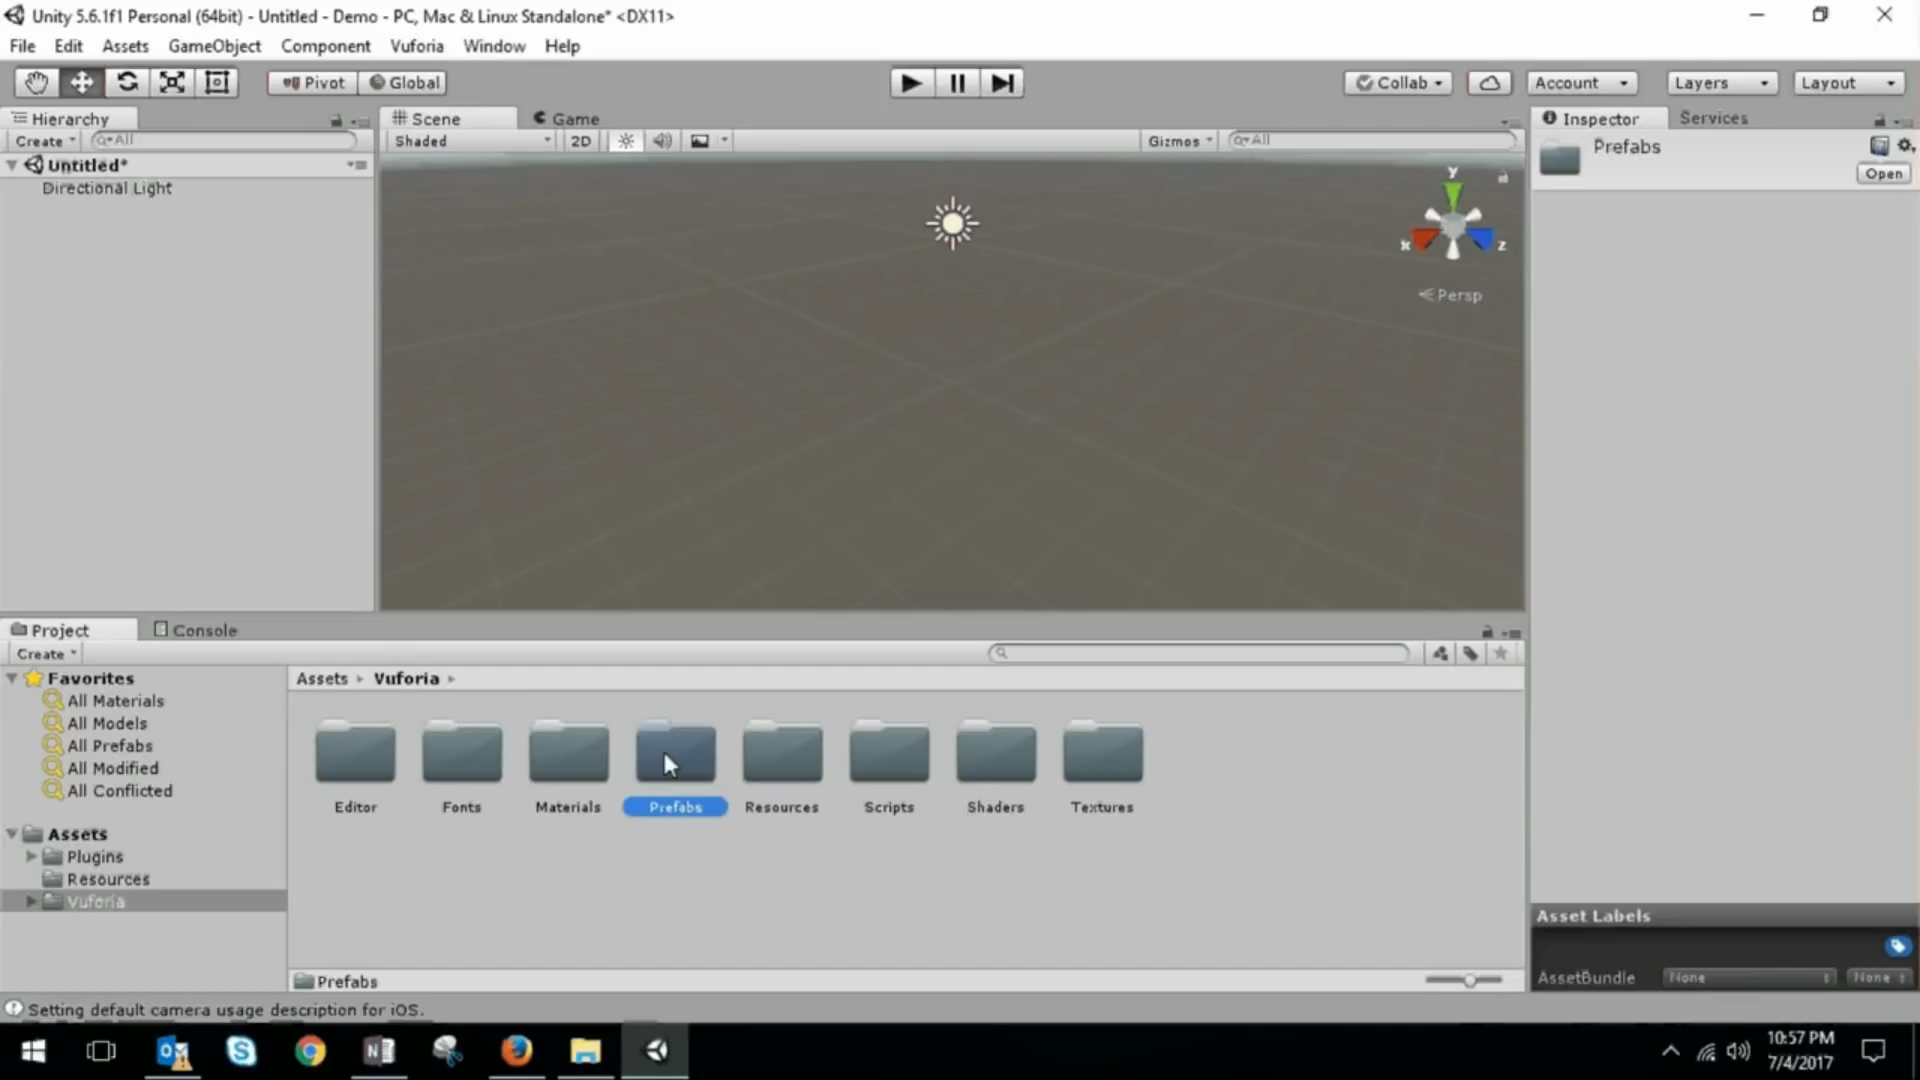 Unity 5.6.1f1 Personal (64bit) - Untitled - Demo - PC, Mac & Linux Standalone* <DX11>
File Edit Assets GameObject Component Vuforia Window Help
Pivot Global Collab Account Layers Layout
Hierarchy
Create All
Untitled*
Directional Light
Scene Game
Shaded 2D Gizmos All
y
x z
Persp
Inspector Services
Prefabs
Open
Project Console
Create
Favorites
All Materials
All Models
All Prefabs
All Modified
All Conflicted
Assets
Plugins
Resources
Vuforia
Assets Vuforia
Editor Fonts Materials Prefabs Resources Scripts Shaders Textures
Prefabs
Asset Labels
AssetBundle None None
Setting default camera usage description for iOS.
10:57 PM
7/4/2017